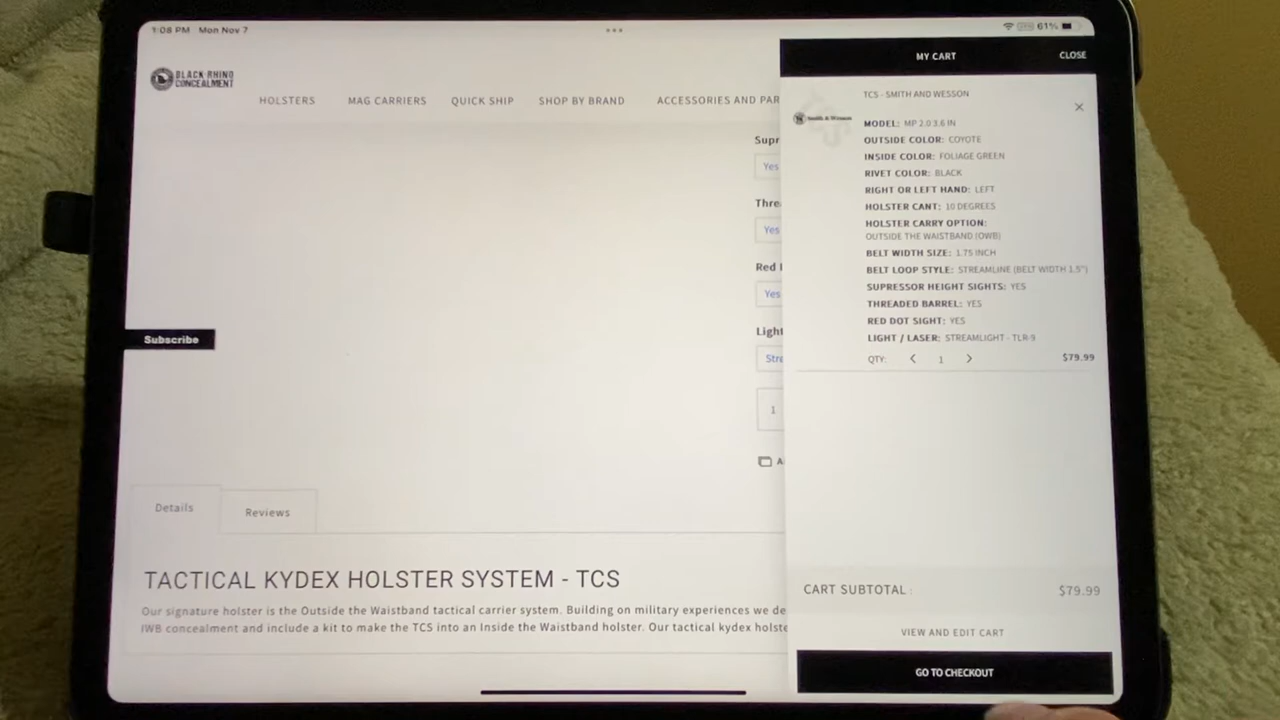 1:08 PM Mon Nov 7
61%
BLACK RHINO
CONCEALMENT
HOLSTERS MAG CARRIERS QUICK SHIP SHOP BY BRAND ACCESSORIES AND PAR
Supr
Yes
Thre
Yes
Red
Yes
Light
Stre
1
A
Subscribe
Details Reviews
TACTICAL KYDEX HOLSTER SYSTEM - TCS
Our signature holster is the Outside the Waistband tactical carrier system. Building on military experiences we de
IWB concealment and include a kit to make the TCS into an Inside the Waistband holster. Our tactical kydex holste
MY CART CLOSE
TCS
Smith & Wesson
TCS - SMITH AND WESSON
MODEL: MP 2.0 3.6 IN
OUTSIDE COLOR: COYOTE
INSIDE COLOR: FOLIAGE GREEN
RIVET COLOR: BLACK
RIGHT OR LEFT HAND: LEFT
HOLSTER CANT: 10 DEGREES
HOLSTER CARRY OPTION:
OUTSIDE THE WAISTBAND (OWB)
BELT WIDTH SIZE: 1.75 INCH
BELT LOOP STYLE: STREAMLINE (BELT WIDTH 1.5")
SUPRESSOR HEIGHT SIGHTS: YES
THREADED BARREL: YES
RED DOT SIGHT: YES
LIGHT / LASER: STREAMLIGHT - TLR-9
QTY: < 1 > $79.99
CART SUBTOTAL : $79.99
VIEW AND EDIT CART
GO TO CHECKOUT